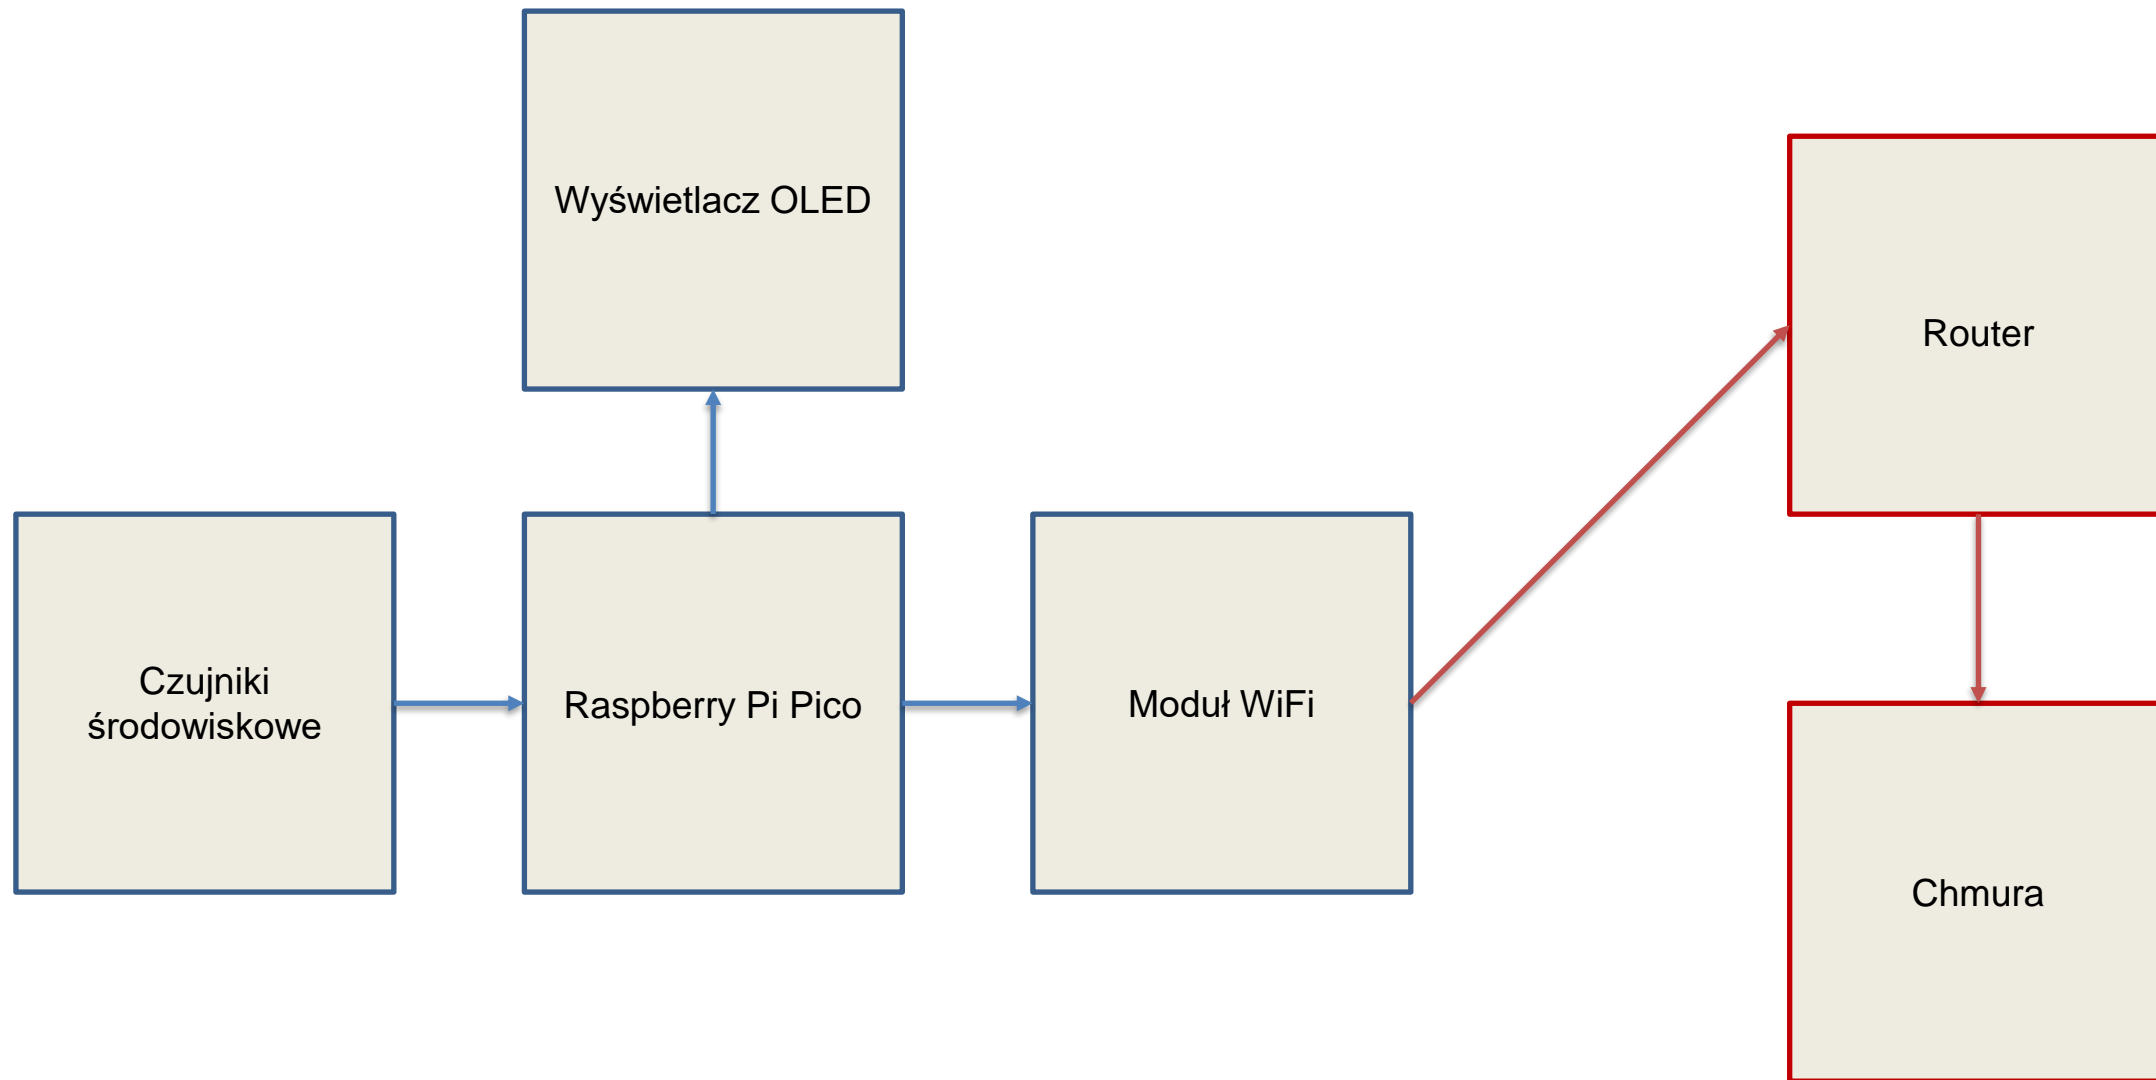 Wyświetlacz OLED
Router
Czujniki
środowiskowe
Raspberry Pi Pico
Moduł WiFi
Chmura